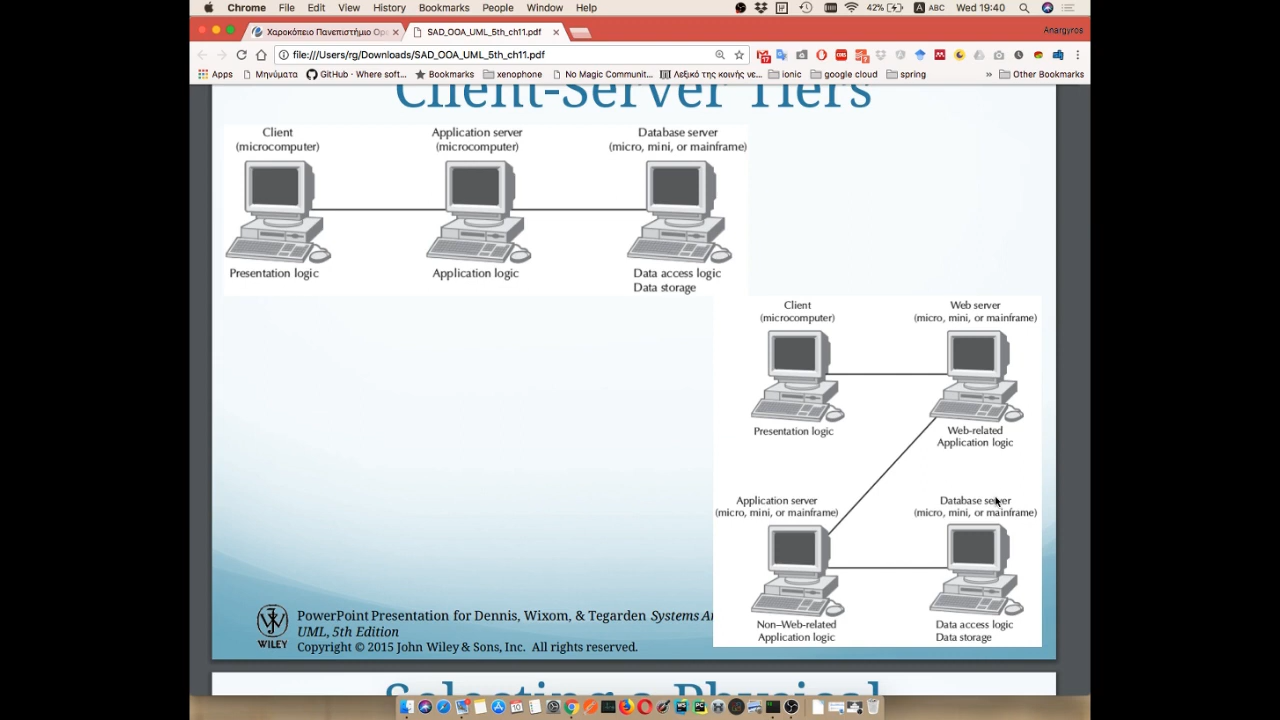 Chrome File Edit View History Bookmarks People Window Help 42% ABC Wed 19:40
Χαροκόπειο Πανεπιστήμιο Ope
SAD_OOA_UML_5th_ch11.pdf
Anargyros
file:///Users/rg/Downloads/SAD_OOA_UML_5th_ch11.pdf
Apps Μηνύματα GitHub · Where soft... Bookmarks xenophone No Magic Communit... Λεξικό της κοινής νε... ionic google cloud spring » Other Bookmarks
Client-Server Tiers
Client
(microcomputer)
Application server
(microcomputer)
Database server
(micro, mini, or mainframe)
Presentation logic
Application logic
Data access logic
Data storage
Client
(microcomputer)
Web server
(micro, mini, or mainframe)
Presentation logic
Web-related
Application logic
Application server
(micro, mini, or mainframe)
Database server
(micro, mini, or mainframe)
Non–Web-related
Application logic
Data access logic
Data storage
WILEY
PowerPoint Presentation for Dennis, Wixom, & Tegarden Systems An
UML, 5th Edition
Copyright © 2015 John Wiley & Sons, Inc. All rights reserved.
Selecting a Physical